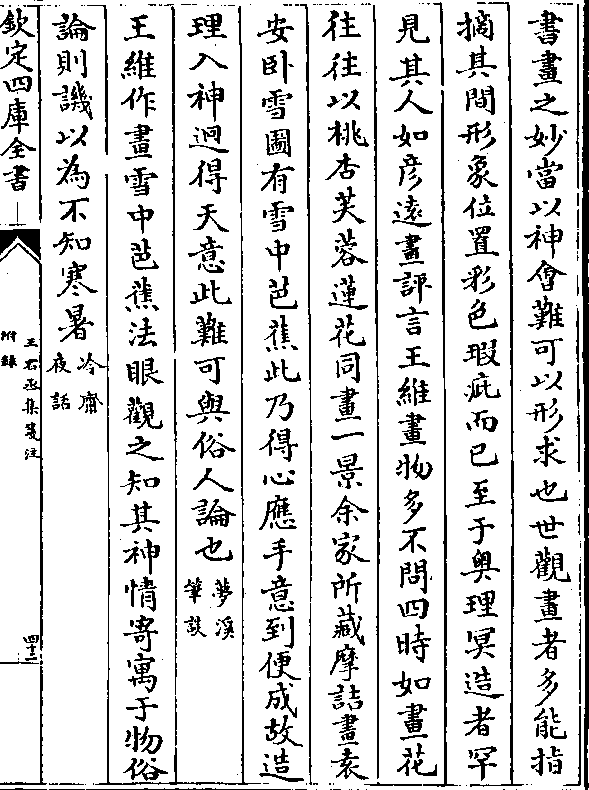 書畫之妙當以神會難可以形求也世觀畫者多能指
摘其間形象位置彩色瑕疵而已至于奥理冥造者罕
見其人如彦遠畫評言王維畫物多不問四時如畫花
往往以桃杏芙蓉蓮花同畫一景余家所藏摩詰畫袁
安卧雪圖有雪中芭蕉此乃得心應手意到便成故造
理入神迥得天意此難可與俗人論也夢溪筆談
王維作畫雪中芭蕉法眼觀之知其神情寄寓于物俗
論則譏以為不知寒暑冷齋夜話
欽定四庫全書
王右丞集箋注
附錄
四十二